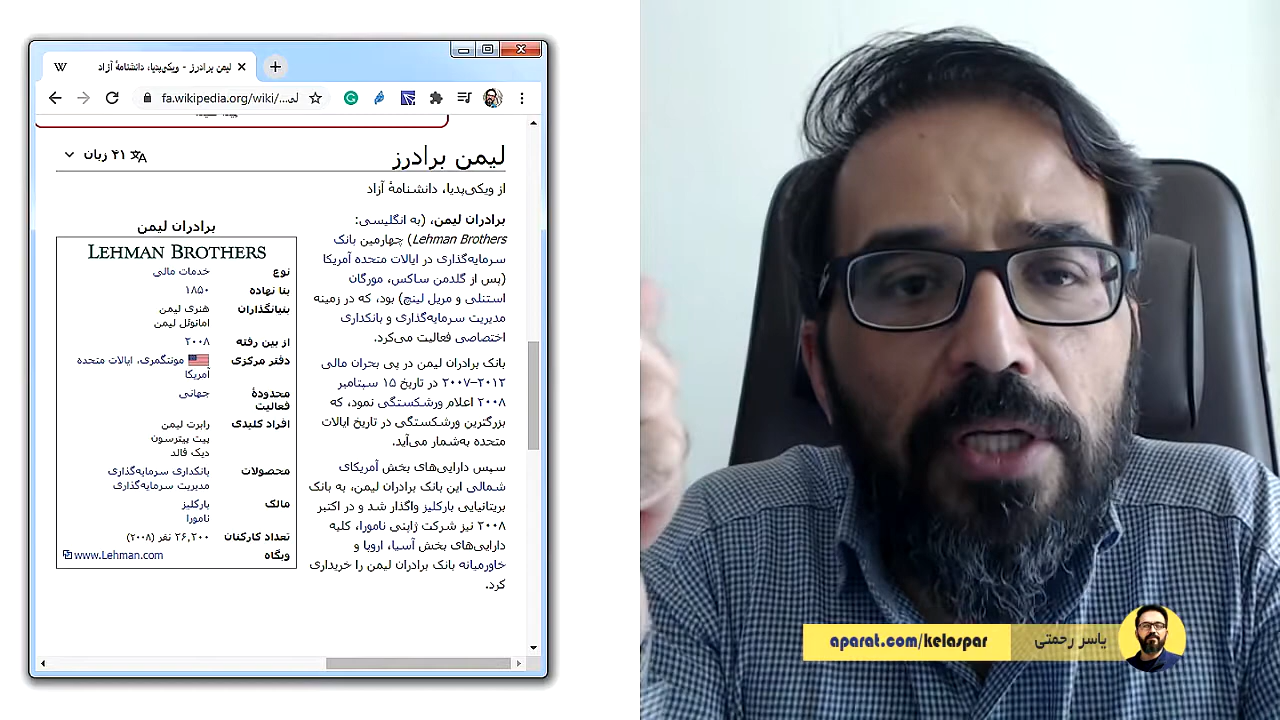 لیمن برادرز - ویکی‌پدیا، دانشنامهٔ آزاد
fa.wikipedia.org/wiki/...لی
لیمن برادرز
۴۱ زبان
از ویکی‌پدیا، دانشنامهٔ آزاد
برادران لیمن، (به انگلیسی:
Lehman Brothers) چهارمین بانک
سرمایه‌گذاری در ایالات متحده آمریکا
(پس از گلدمن ساکس، مورگان
استنلی و مریل لینچ) بود، که در زمینه
مدیریت سرمایه‌گذاری و بانکداری
اختصاصی فعالیت می‌کرد.
بانک برادران لیمن در پی بحران مالی
۲۰۱۲–۲۰۰۷ در تاریخ ۱۵ سپتامبر
۲۰۰۸ اعلام ورشکستگی نمود، که
بزرگترین ورشکستگی در تاریخ ایالات
متحده به‌شمار می‌آید.
سپس دارایی‌های بخش آمریکای
شمالی این بانک برادران لیمن، به بانک
بریتانیایی بارکلیز واگذار شد و در اکتبر
۲۰۰۸ نیز شرکت ژاپنی نامورا، کلیه
دارایی‌های بخش آسیا، اروپا و
خاورمیانه بانک برادران لیمن را خریداری
کرد.
برادران لیمن
LEHMAN BROTHERS
نوع خدمات مالی
بنا نهاده ۱۸۵۰
بنیانگذاران هنری لیمن
امانوئل لیمن
از بین رفته ۲۰۰۸
دفتر مرکزی مونتگمری، ایالات متحده
آمریکا
محدودهٔ جهانی
فعالیت
افراد کلیدی رابرت لیمن
پیت پیترسون
دیک فالد
محصولات بانکداری سرمایه‌گذاری
مدیریت سرمایه‌گذاری
مالک بارکلیز
نامورا
تعداد کارکنان ۲۶٬۲۰۰ نفر (۲۰۰۸)
وبگاه www.Lehman.com
یاسر رحمتی
aparat.com/kelaspar